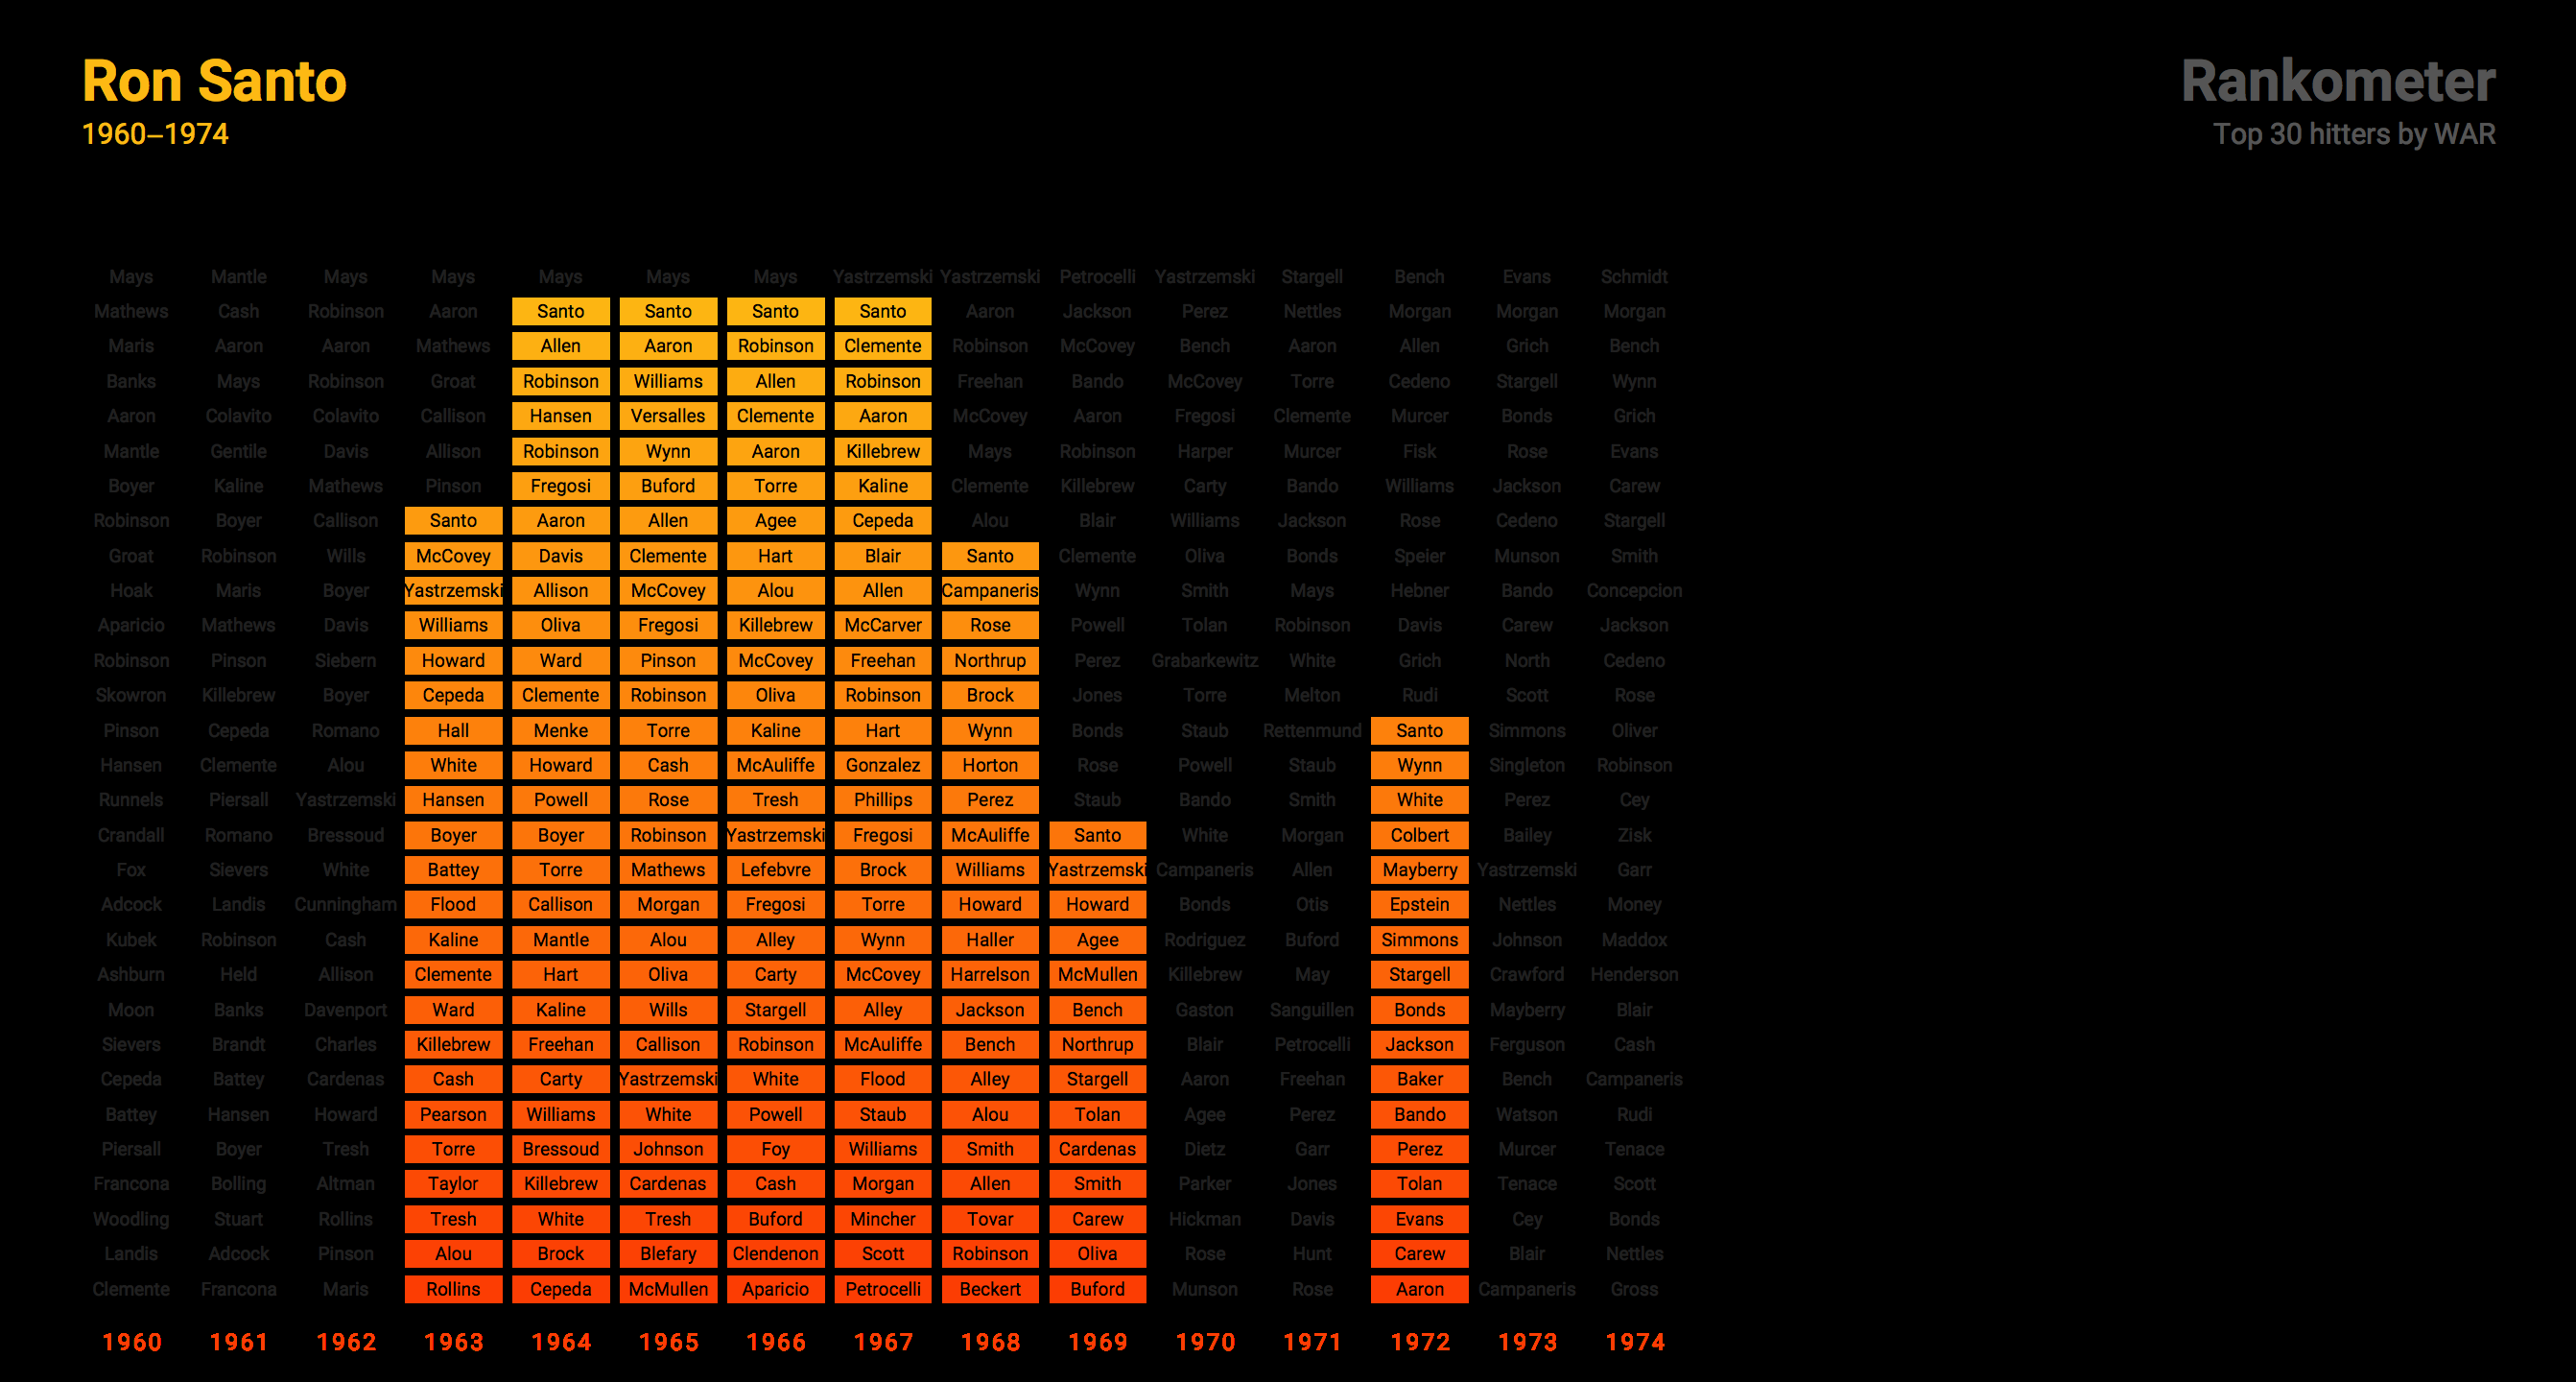 Ron Santo
1960–1974
Rankometer
Top 30 hitters by WAR
Mays Mantle Mays Mays Mays Mays Mays Yastrzemski Yastrzemski Petrocelli Yastrzemski Stargell Bench Evans Schmidt
Mathews Cash Robinson Aaron Santo Santo Santo Santo Aaron Jackson Perez Nettles Morgan Morgan Morgan
Maris Aaron Aaron Mathews Allen Aaron Robinson Clemente Robinson McCovey Bench Aaron Allen Grich Bench
Banks Mays Robinson Groat Robinson Williams Allen Robinson Freehan Bando McCovey Torre Cedeno Stargell Wynn
Aaron Colavito Colavito Callison Hansen Versalles Clemente Aaron McCovey Aaron Fregosi Clemente Murcer Bonds Grich
Mantle Gentile Davis Allison Robinson Wynn Aaron Killebrew Mays Robinson Harper Murcer Fisk Rose Evans
Boyer Kaline Mathews Pinson Fregosi Buford Torre Kaline Clemente Killebrew Carty Bando Williams Jackson Carew
Robinson Boyer Callison Santo Aaron Allen Agee Cepeda Alou Blair Williams Jackson Rose Cedeno Stargell
Groat Robinson Wills McCovey Davis Clemente Hart Blair Santo Clemente Oliva Bonds Speier Munson Smith
Hoak Maris Boyer Yastrzemski Allison McCovey Alou Allen Campaneris Wynn Smith Mays Hebner Bando Concepcion
Aparicio Mathews Davis Williams Oliva Fregosi Killebrew McCarver Rose Powell Tolan Robinson Davis Carew Jackson
Robinson Pinson Siebern Howard Ward Pinson McCovey Freehan Northrup Perez Grabarkewitz White Grich North Cedeno
Skowron Killebrew Boyer Cepeda Clemente Robinson Oliva Robinson Brock Jones Torre Melton Rudi Scott Rose
Pinson Cepeda Romano Hall Menke Torre Kaline Hart Wynn Bonds Staub Rettenmund Santo Simmons Oliver
Hansen Clemente Alou White Howard Cash McAuliffe Gonzalez Horton Rose Powell Staub Wynn Singleton Robinson
Runnels Piersall Yastrzemski Hansen Powell Rose Tresh Phillips Perez Staub Bando Smith White Perez Cey
Crandall Romano Bressoud Boyer Boyer Robinson Yastrzemski Fregosi McAuliffe Santo White Morgan Colbert Bailey Zisk
Fox Sievers White Battey Torre Mathews Lefebvre Brock Williams Yastrzemski Campaneris Allen Mayberry Yastrzemski Garr
Adcock Landis Cunningham Flood Callison Morgan Fregosi Torre Howard Howard Bonds Otis Epstein Nettles Money
Kubek Robinson Cash Kaline Mantle Alou Alley Wynn Haller Agee Rodriguez Buford Simmons Johnson Maddox
Ashburn Held Allison Clemente Hart Oliva Carty McCovey Harrelson McMullen Killebrew May Stargell Crawford Henderson
Moon Banks Davenport Ward Kaline Wills Stargell Alley Jackson Bench Gaston Sanguillen Bonds Mayberry Blair
Sievers Brandt Charles Killebrew Freehan Callison Robinson McAuliffe Bench Northrup Blair Petrocelli Jackson Ferguson Cash
Cepeda Battey Cardenas Cash Carty Yastrzemski White Flood Alley Stargell Aaron Freehan Baker Bench Campaneris
Battey Hansen Howard Pearson Williams White Powell Staub Alou Tolan Agee Perez Bando Watson Rudi
Piersall Boyer Tresh Torre Bressoud Johnson Foy Williams Smith Cardenas Dietz Garr Perez Murcer Tenace
Francona Bolling Altman Taylor Killebrew Cardenas Cash Morgan Allen Smith Parker Jones Tolan Tenace Scott
Woodling Stuart Rollins Tresh White Tresh Buford Mincher Tovar Carew Hickman Davis Evans Cey Bonds
Landis Adcock Pinson Alou Brock Blefary Clendenon Scott Robinson Oliva Rose Hunt Carew Blair Nettles
Clemente Francona Maris Rollins Cepeda McMullen Aparicio Petrocelli Beckert Buford Munson Rose Aaron Campaneris Gross
1960 1961 1962 1963 1964 1965 1966 1967 1968 1969 1970 1971 1972 1973 1974